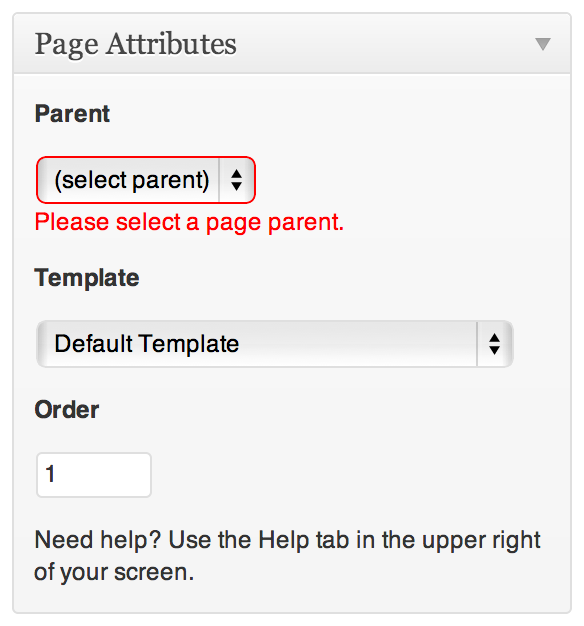 Page Attributes
Parent
(select parent)
Please select a page parent.
Template
Default Template
Order
1
Need help? Use the Help tab in the upper right
of your screen.